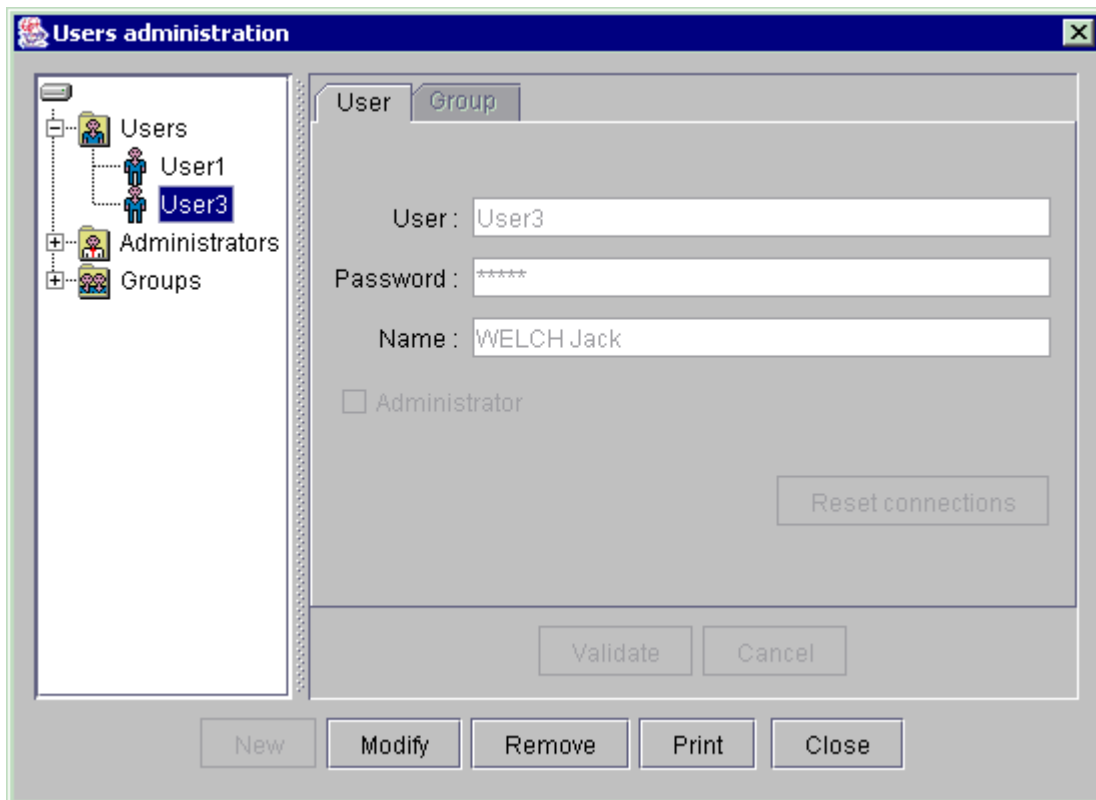 Users administration
Users
User1
User3
Administrators
Groups
User Group
User : User3
Password : *****
Name : WELCH Jack
Administrator
Reset connections
Validate Cancel
New Modify Remove Print Close